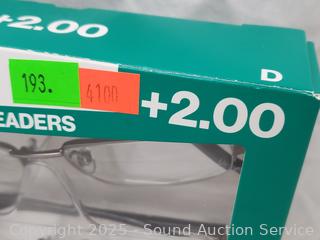 +2.00
D
193.
4100
+2.00
EADERS
Copyright 2025 - Sound Auction Service